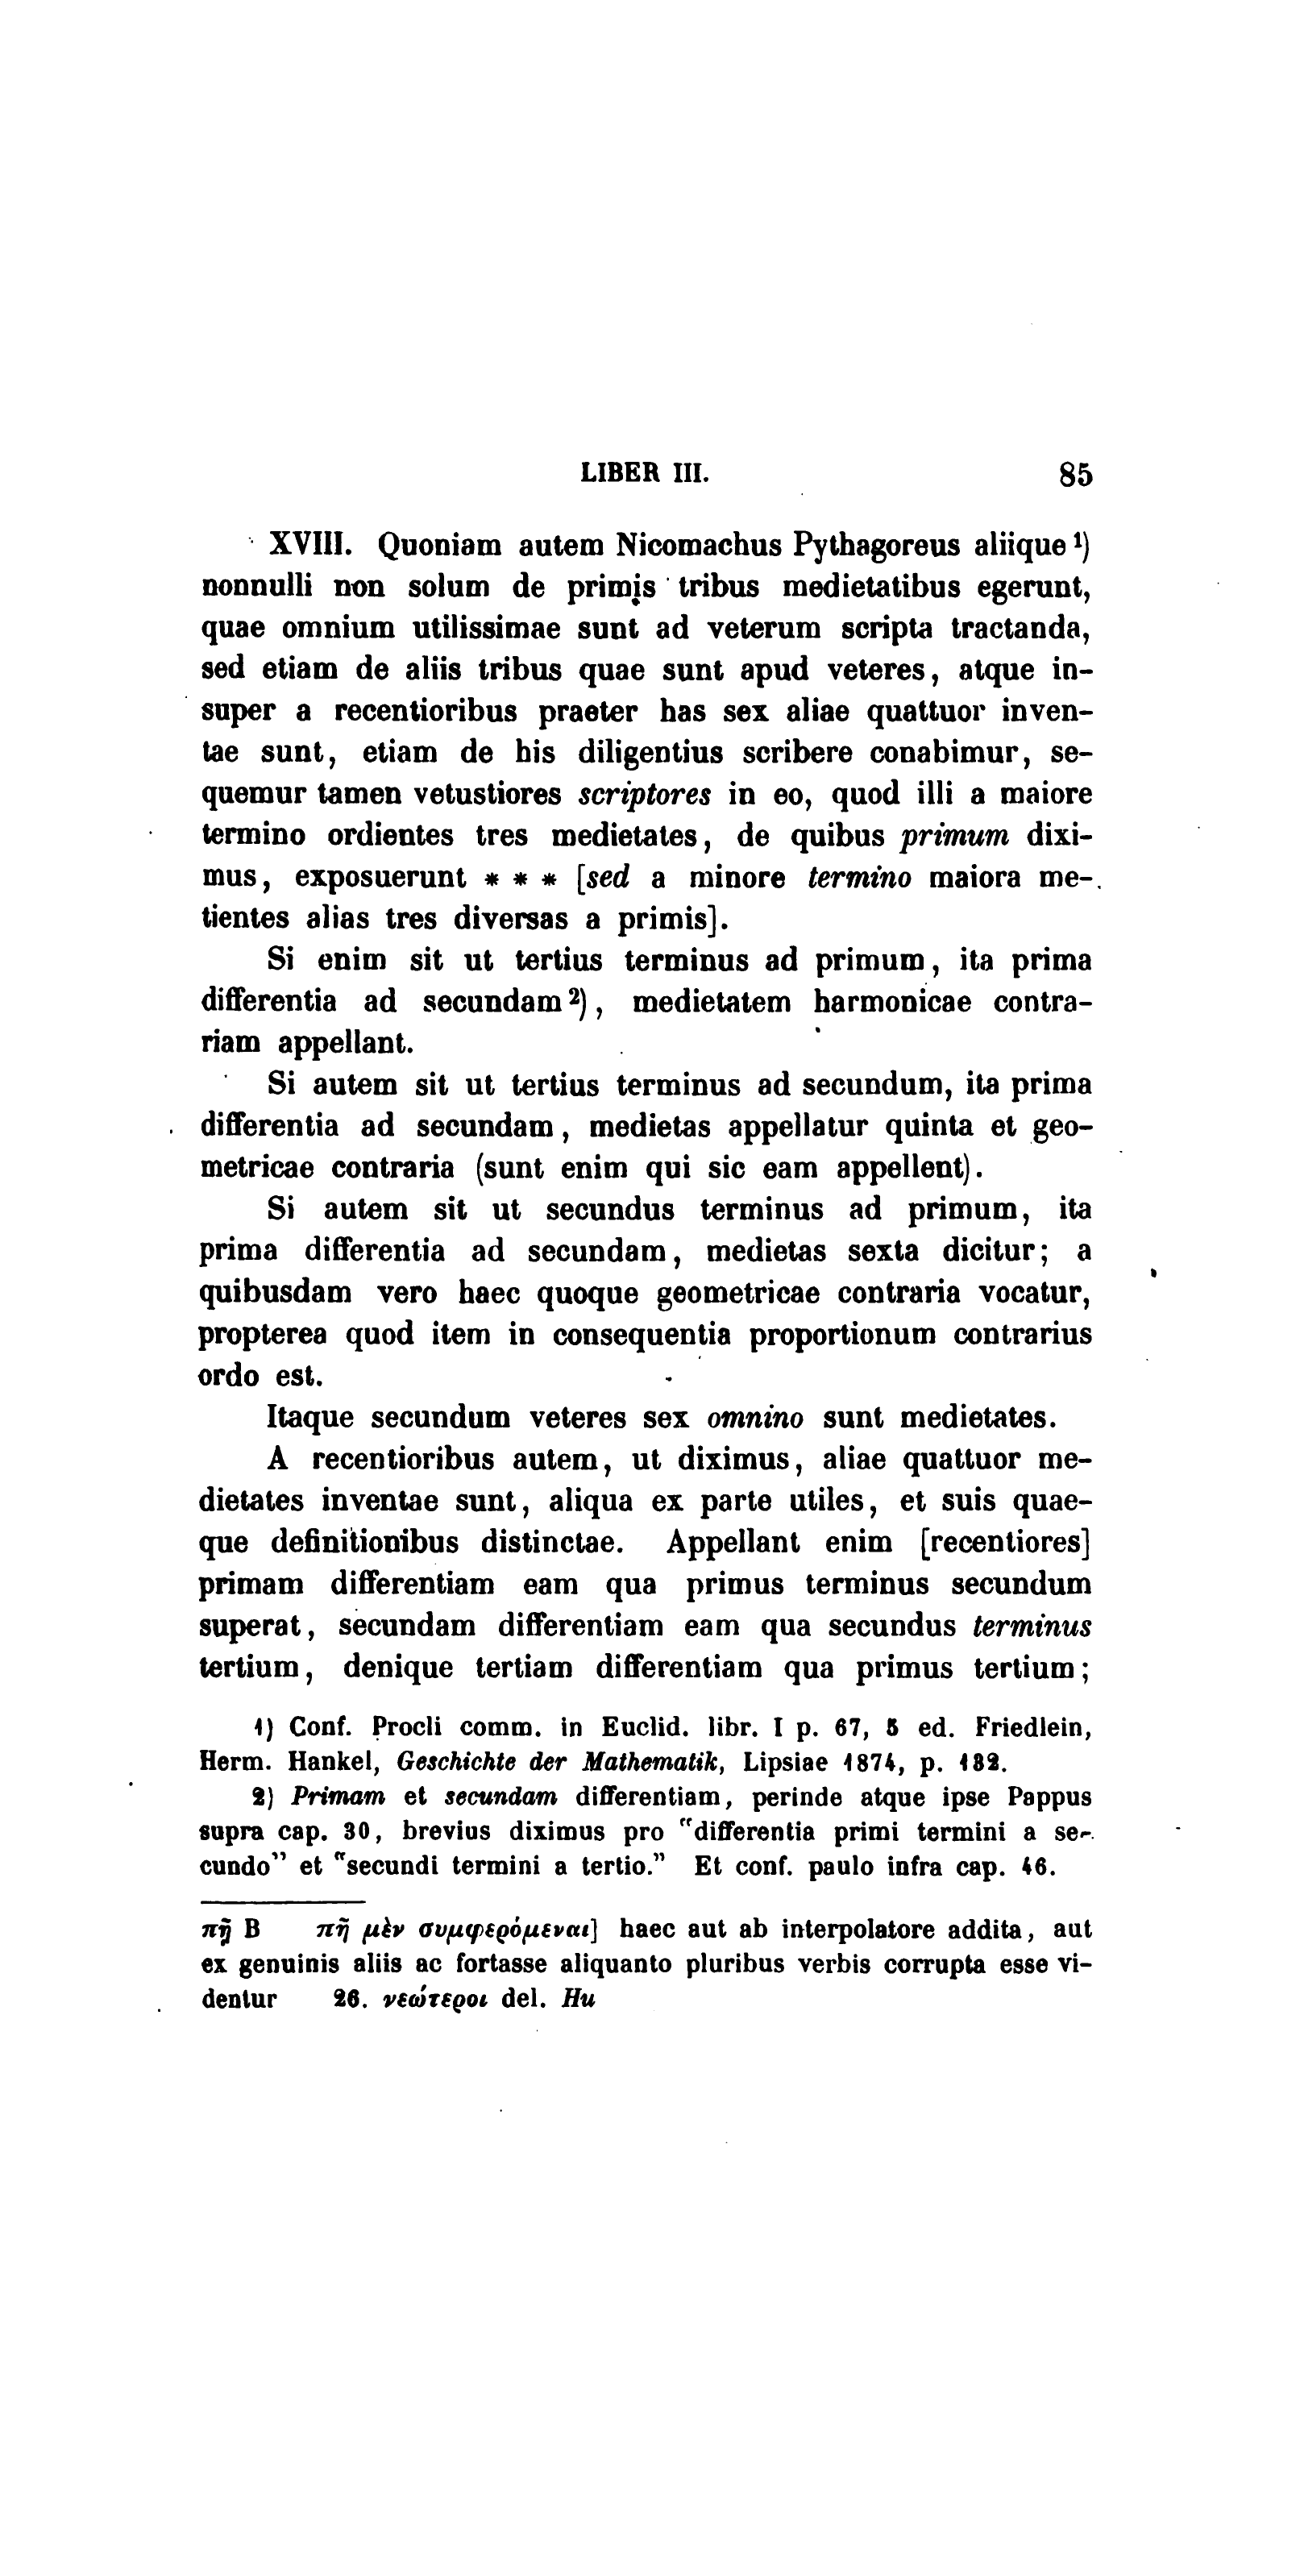 LIBER III. 85
XVIII. Quoniam autem Nicomachus Pythagoreus aliique ¹)
nonnulli non solum de primis tribus medietatibus egerunt,
quae omnium utilissimae sunt ad veterum scripta tractanda,
sed etiam de aliis tribus quae sunt apud veteres, atque in-
super a recentioribus praeter has sex aliae quattuor inven-
tae sunt, etiam de his diligentius scribere conabimur, se-
quemur tamen vetustiores scriptores in eo, quod illi a maiore
termino ordientes tres medietates, de quibus primum dixi-
mus, exposuerunt * * * [sed a minore termino maiora me-
tientes alias tres diversas a primis].
Si enim sit ut tertius terminus ad primum, ita prima
differentia ad secundam ²), medietatem harmonicae contra-
riam appellant.
Si autem sit ut tertius terminus ad secundum, ita prima
differentia ad secundam, medietas appellatur quinta et geo-
metricae contraria (sunt enim qui sic eam appellent).
Si autem sit ut secundus terminus ad primum, ita
prima differentia ad secundam, medietas sexta dicitur; a
quibusdam vero haec quoque geometricae contraria vocatur,
propterea quod item in consequentia proportionum contrarius
ordo est.
Itaque secundum veteres sex omnino sunt medietates.
A recentioribus autem, ut diximus, aliae quattuor me-
dietates inventae sunt, aliqua ex parte utiles, et suis quae-
que definitionibus distinctae. Appellant enim [recentiores]
primam differentiam eam qua primus terminus secundum
superat, secundam differentiam eam qua secundus terminus
tertium, denique tertiam differentiam qua primus tertium;
1) Conf. Procli comm. in Euclid. libr. I p. 67, 5 ed. Friedlein,
Herm. Hankel, Geschichte der Mathematik, Lipsiae 1874, p. 132.
2) Primam et secundam differentiam, perinde atque ipse Pappus
supra cap. 30, brevius diximus pro "differentia primi termini a se-
cundo" et "secundi termini a tertio." Et conf. paulo infra cap. 46.
πῇ B πῆ μὲν συμφερόμεναι] haec aut ab interpolatore addita, aut
ex genuinis aliis ac fortasse aliquanto pluribus verbis corrupta esse vi-
dentur 26. νεώτεροι del. Hu